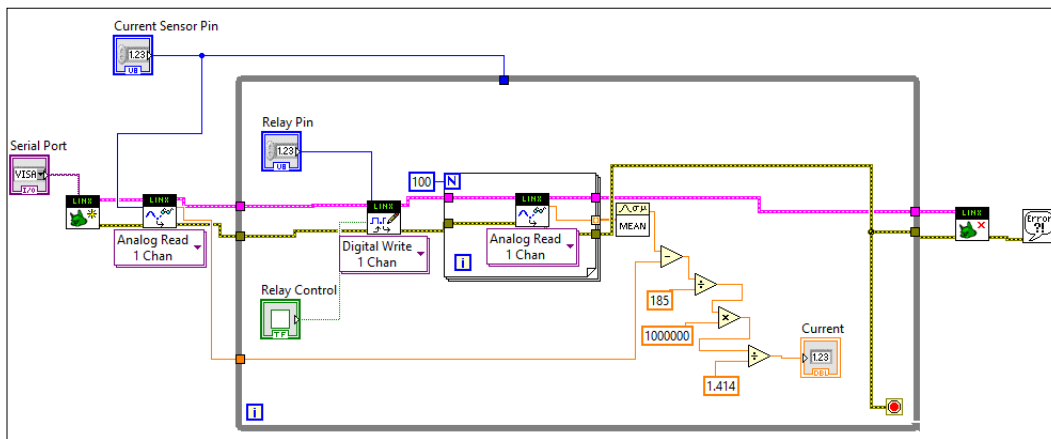 Current Sensor Pin
1.23
U8
Serial Port
VISA
I/O
LINX
LINX
Analog Read
1 Chan
Relay Pin
1.23
U8
LINX
Digital Write
1 Chan
Relay Control
TF
100
N
LINX
Analog Read
1 Chan
i
MEAN
185
1000000
1.414
Current
1.23
DBL
LINX
Error
?!
i